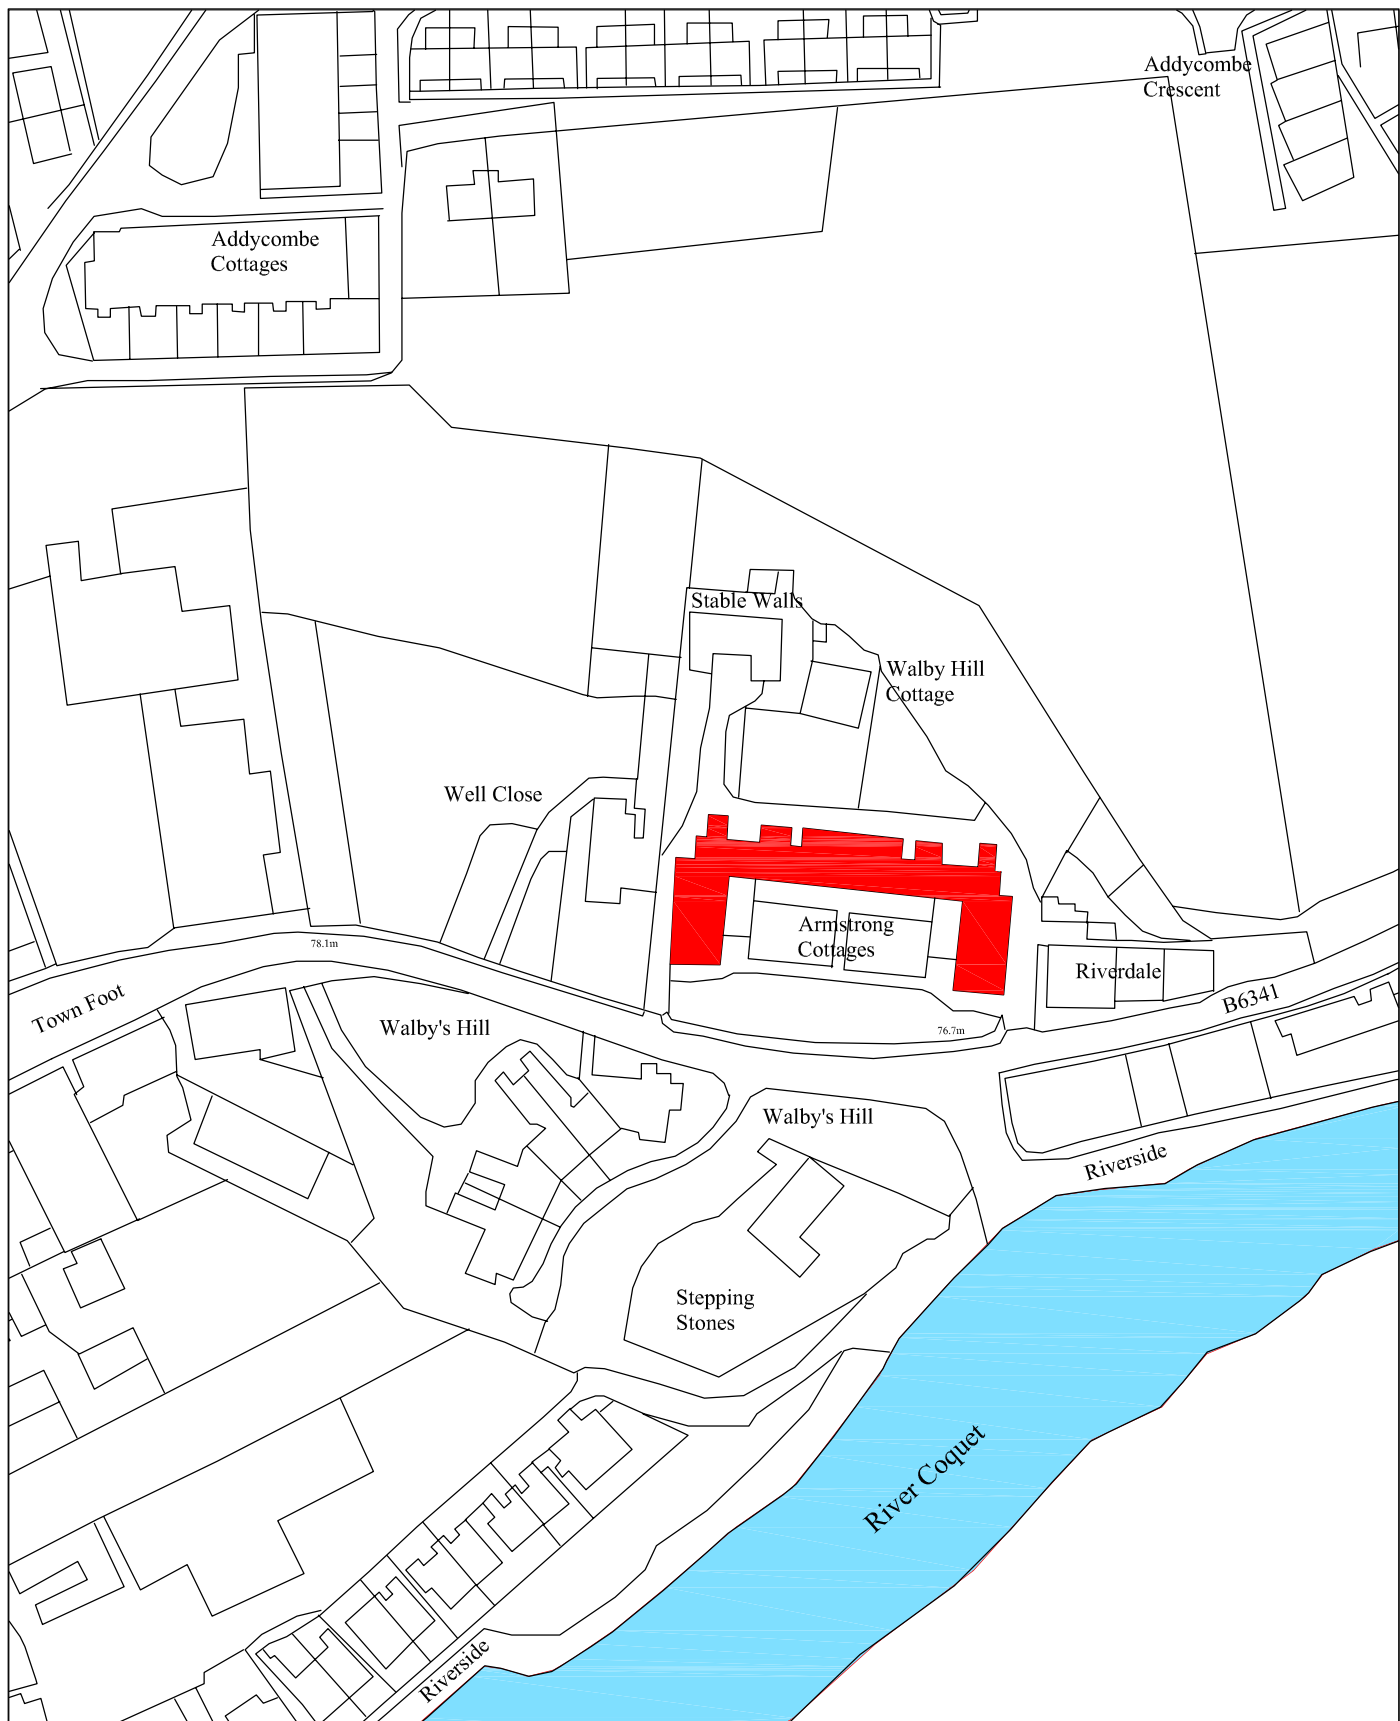 Addycombe
Crescent
Addycombe
Cottages
Stable Walls
Walby Hill
Cottage
Well Close
Armstrong
Cottages
78.1m
Riverdale
Town Foot
B6341
Walby's Hill
76.7m
Walby's Hill
Riverside
Stepping
Stones
River Coquet
Riverside